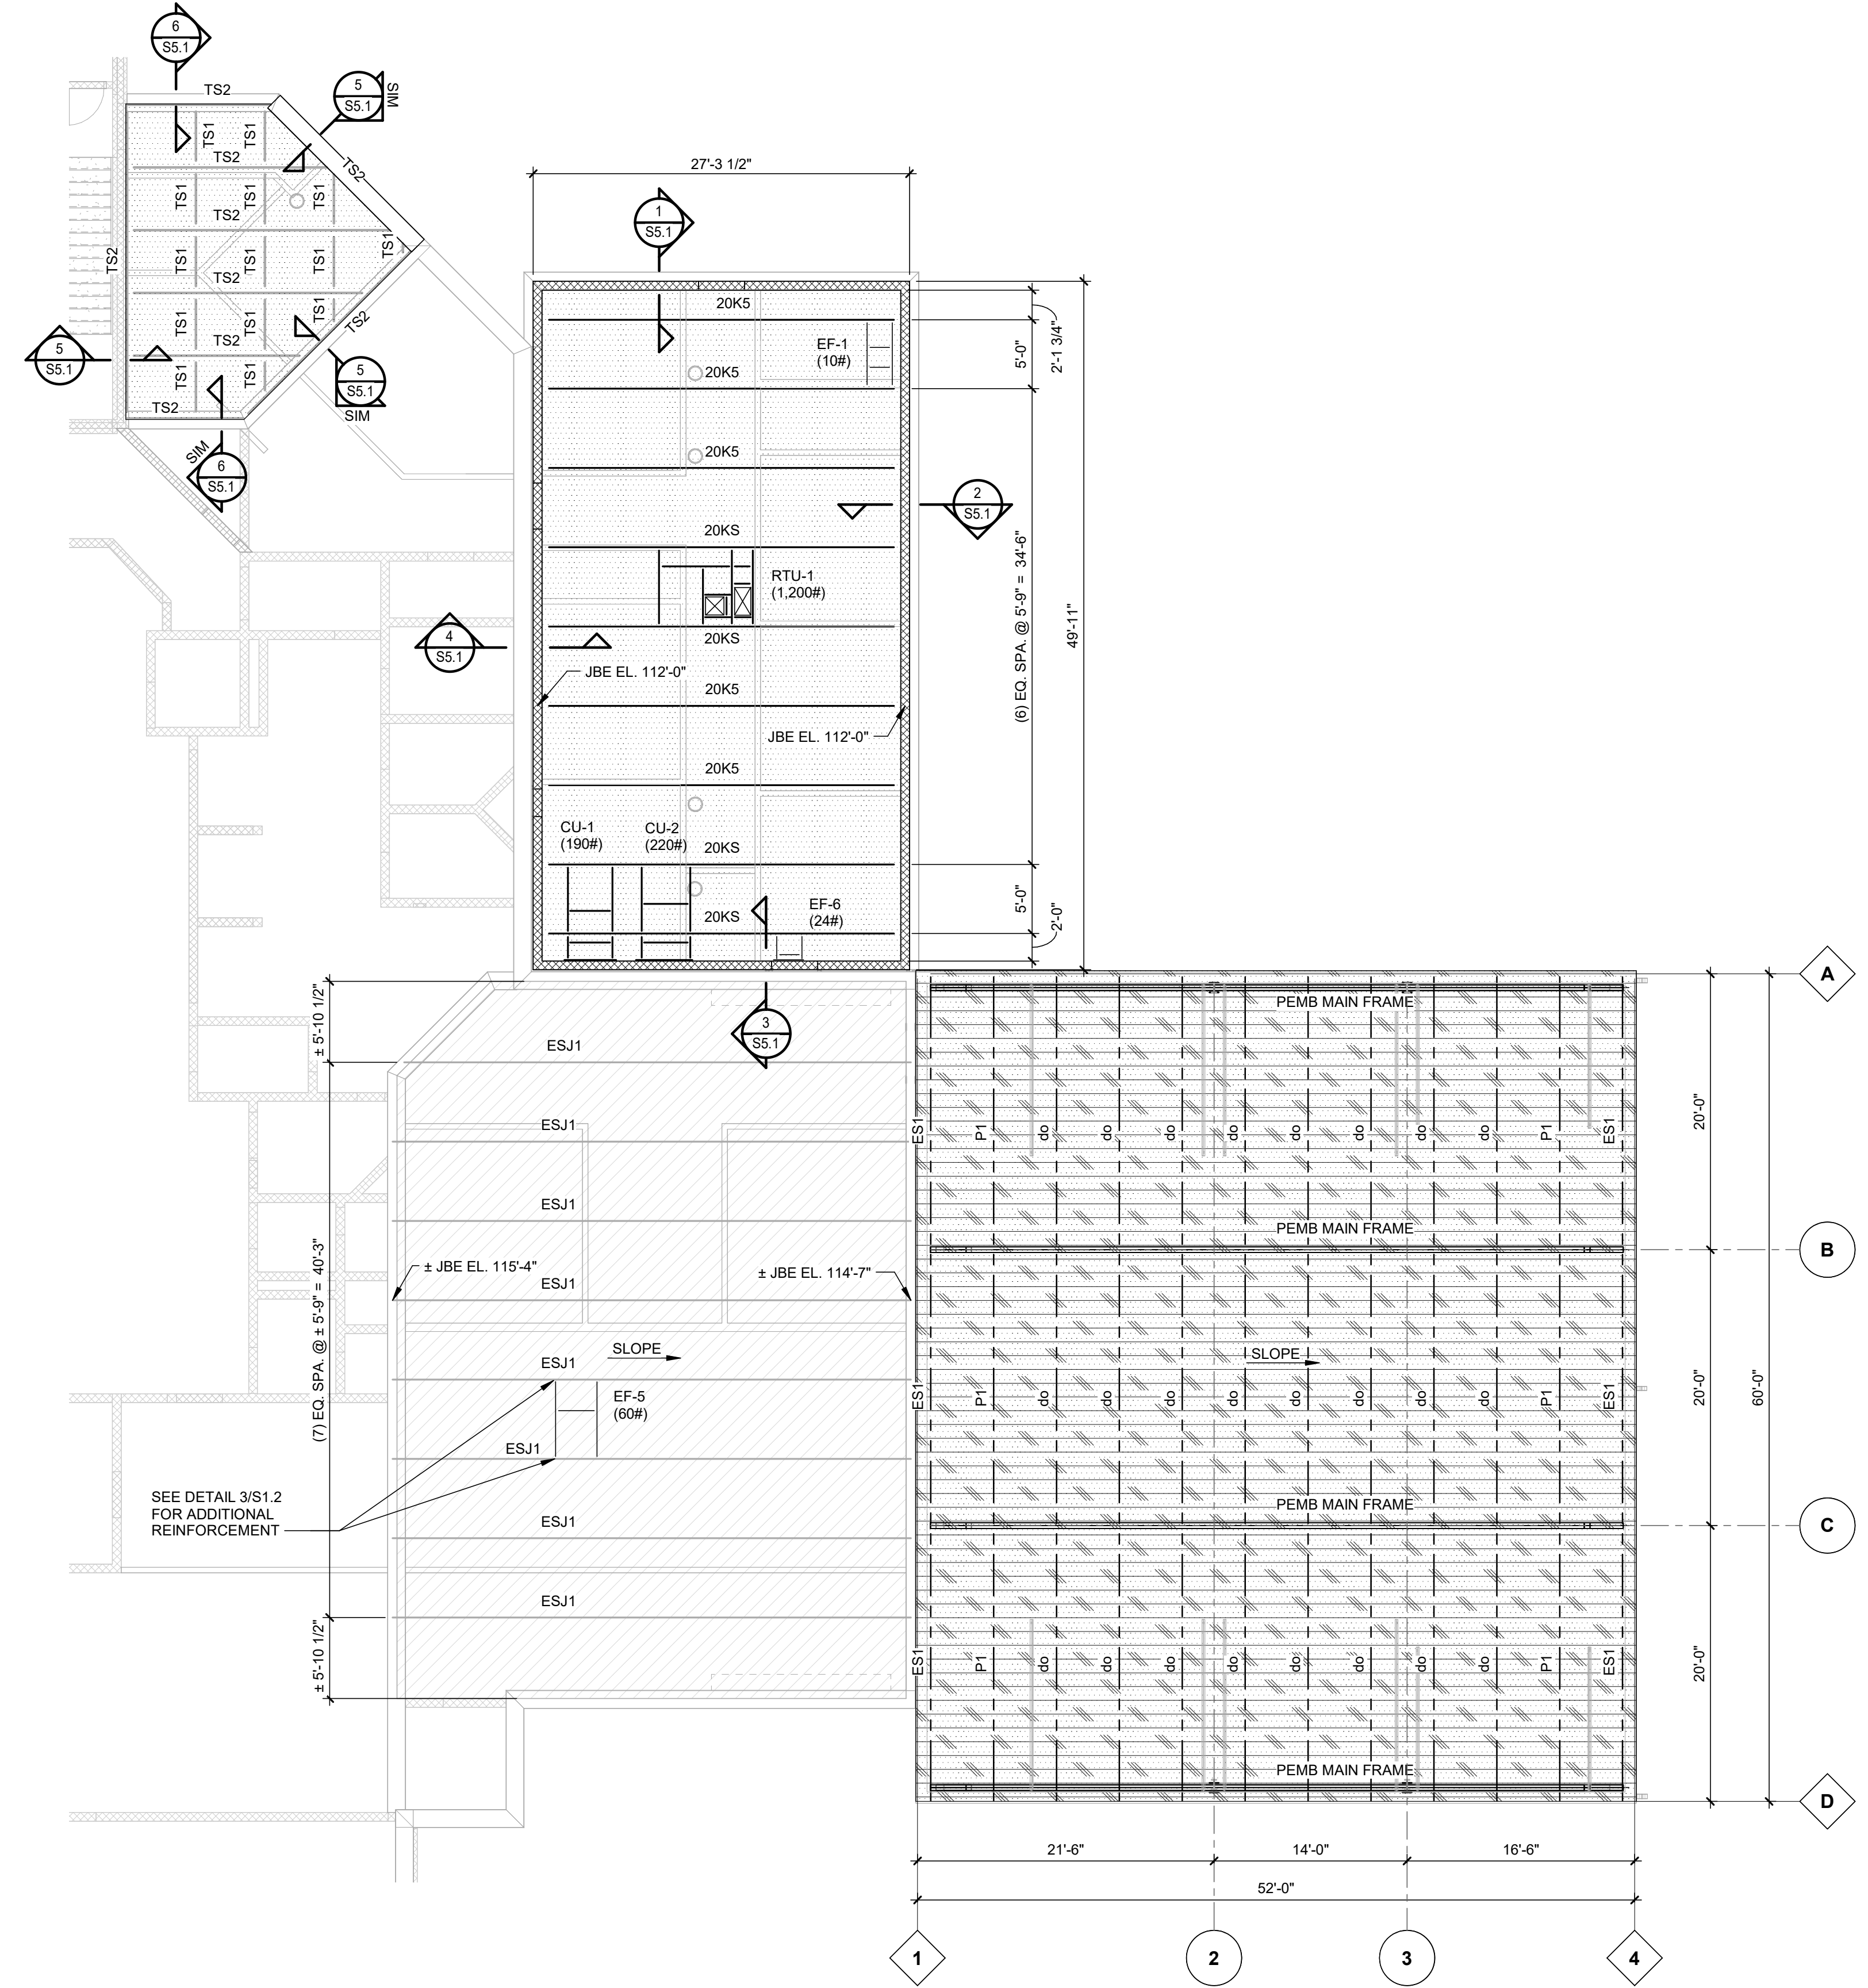 6
S5.1
5
S5.1
SIM
TS2
TS1
TS1
TS2
TS2
TS1
TS1
TS1
TS2
TS1
TS2
TS1
TS1
TS1
TS2
TS1
TS1
TS1
TS2
TS2
TS1
TS1
TS2
5
S5.1
5
S5.1
SIM
SIM
6
S5.1
27'-3 1/2"
1
S5.1
20K5
EF-1
(10#)
20K5
20K5
2
S5.1
20KS
RTU-1
(1,200#)
20KS
4
S5.1
JBE EL. 112'-0"
20K5
JBE EL. 112'-0"
20K5
CU-1
(190#)
CU-2
(220#)
20KS
EF-6
(24#)
20KS
3
S5.1
2'-1 3/4"
5'-0"
(6) EQ. SPA. @ 5'-9" = 34'-6"
49'-11"
5'-0"
2'-0"
± 5'-10 1/2"
(7) EQ. SPA. @ ± 5'-9" = 40'-3"
± 5'-10 1/2"
ESJ1
ESJ1
ESJ1
± JBE EL. 115'-4"
± JBE EL. 114'-7"
ESJ1
SLOPE
ESJ1
EF-5
(60#)
ESJ1
SEE DETAIL 3/S1.2
FOR ADDITIONAL
REINFORCEMENT
ESJ1
ESJ1
PEMB MAIN FRAME
ES1
P1
do
do
do
do
do
do
do
do
P1
ES1
PEMB MAIN FRAME
SLOPE
ES1
P1
do
do
do
do
do
do
do
do
P1
ES1
PEMB MAIN FRAME
ES1
P1
do
do
do
do
do
do
do
do
P1
ES1
PEMB MAIN FRAME
20'-0"
20'-0"
20'-0"
60'-0"
A
B
C
D
21'-6"
14'-0"
16'-6"
52'-0"
1
2
3
4